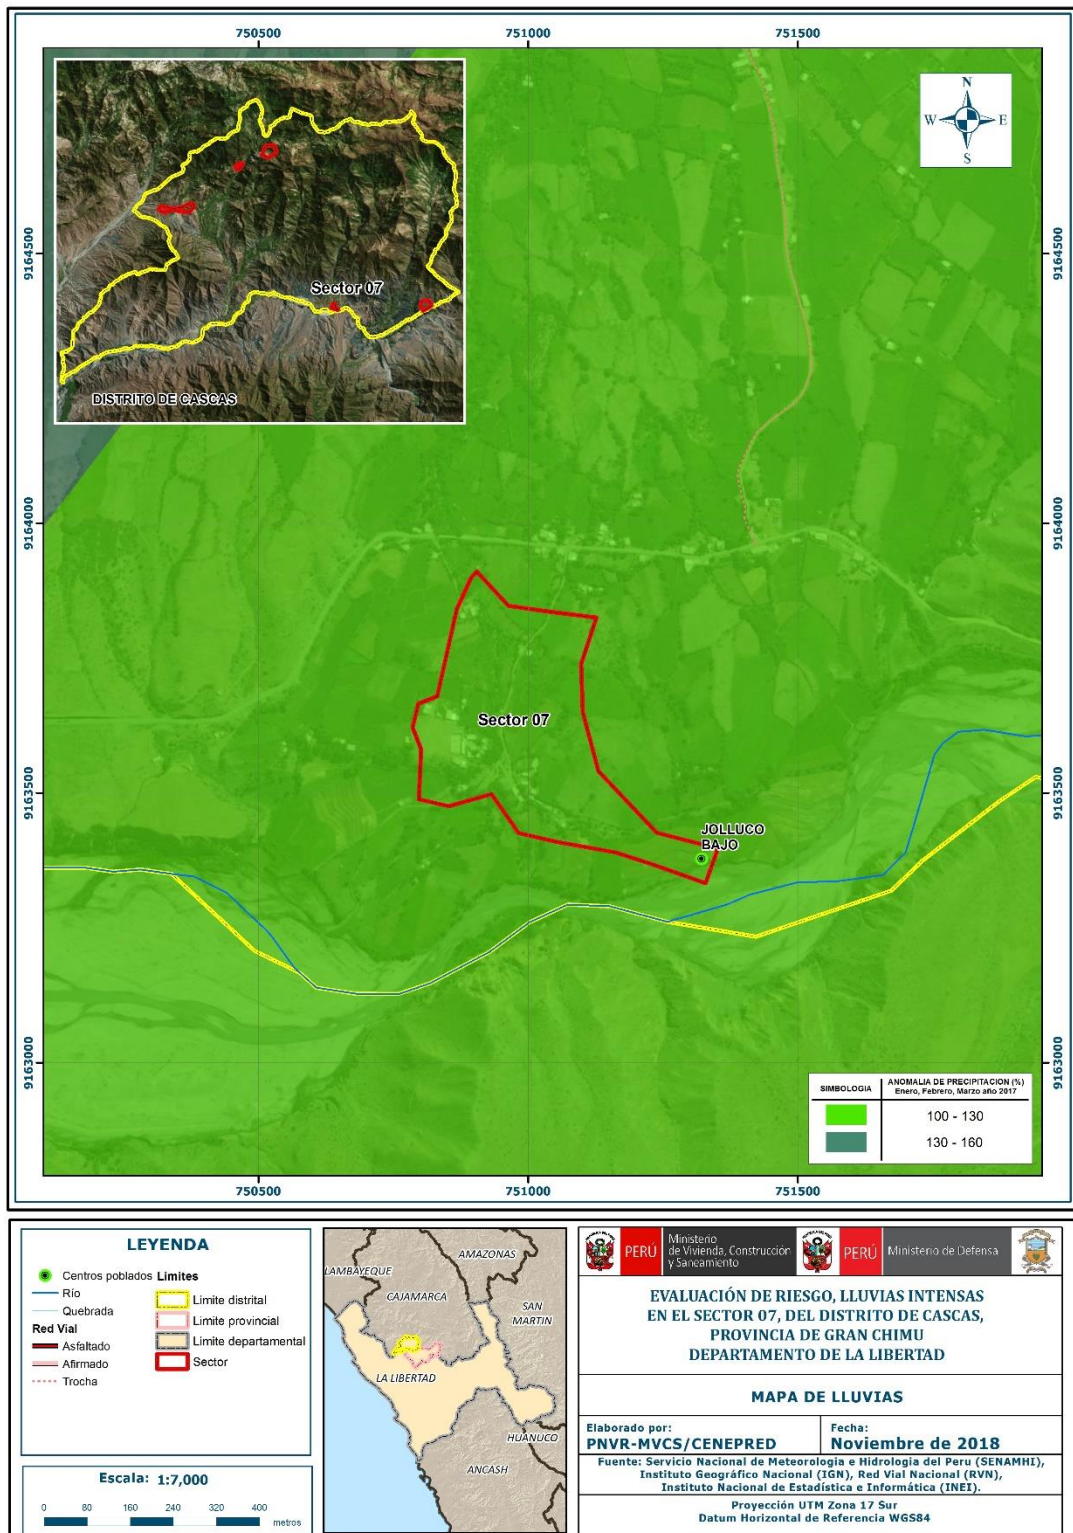 750500 751000 751500
9164500
9164000
9163500
9163000
9164500
9164000
9163500
9163000
N
W E
S
Sector 07
DISTRITO DE CASCAS
Sector 07
JOLLUCO
BAJO
SIMBOLOGIA
ANOMALIA DE PRECIPITACION (%)
Enero, Febrero, Marzo año 2017
100 - 130
130 - 160
750500 751000 751500
LEYENDA
Centros poblados
Río
Quebrada
Red Vial
Asfaltado
Afirmado
Trocha
Limites
Limite distrital
Limite provincial
Limite departamental
Sector
Escala: 1:7,000
0 80 160 240 320 400
metros
AMAZONAS
LAMBAYEQUE
CAJAMARCA
SAN
MARTIN
LA LIBERTAD
HUANUCO
ANCASH
PERÚ
Ministerio
de Vivienda, Construcción
y Saneamiento
PERÚ
Ministerio de Defensa
EVALUACIÓN DE RIESGO, LLUVIAS INTENSAS
EN EL SECTOR 07, DEL DISTRITO DE CASCAS,
PROVINCIA DE GRAN CHIMU
DEPARTAMENTO DE LA LIBERTAD
MAPA DE LLUVIAS
Elaborado por:
PNVR-MVCS/CENEPRED
Fecha:
Noviembre de 2018
Fuente: Servicio Nacional de Meteorologia e Hidrologia del Peru (SENAMHI),
Instituto Geográfico Nacional (IGN), Red Vial Nacional (RVN),
Instituto Nacional de Estadística e Informática (INEI).
Proyección UTM Zona 17 Sur
Datum Horizontal de Referencia WGS84